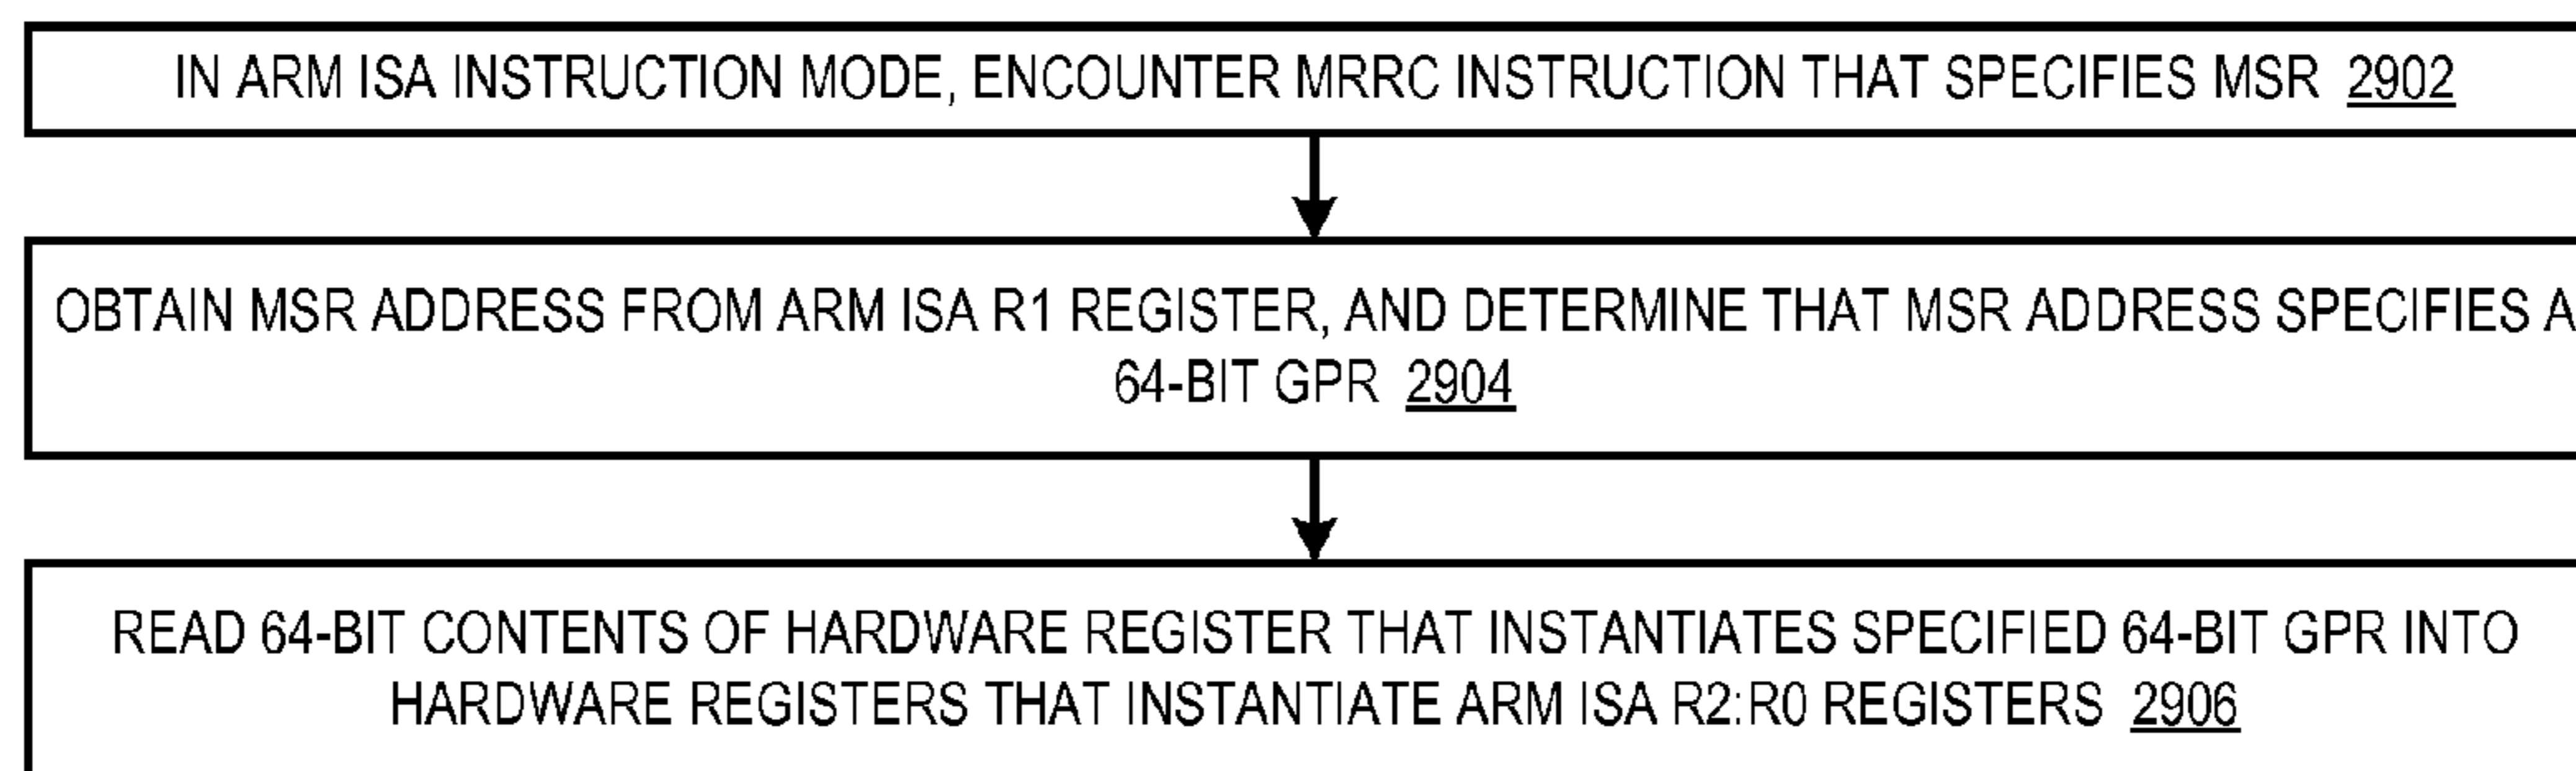 IN ARM ISA INSTRUCTION MODE, ENCOUNTER MRRC INSTRUCTION THAT SPECIFIES MSR 2902
OBTAIN MSR ADDRESS FROM ARM ISA R1 REGISTER, AND DETERMINE THAT MSR ADDRESS SPECIFIES A
64-BIT GPR 2904
READ 64-BIT CONTENTS OF HARDWARE REGISTER THAT INSTANTIATES SPECIFIED 64-BIT GPR INTO
HARDWARE REGISTERS THAT INSTANTIATE ARM ISA R2:R0 REGISTERS 2906